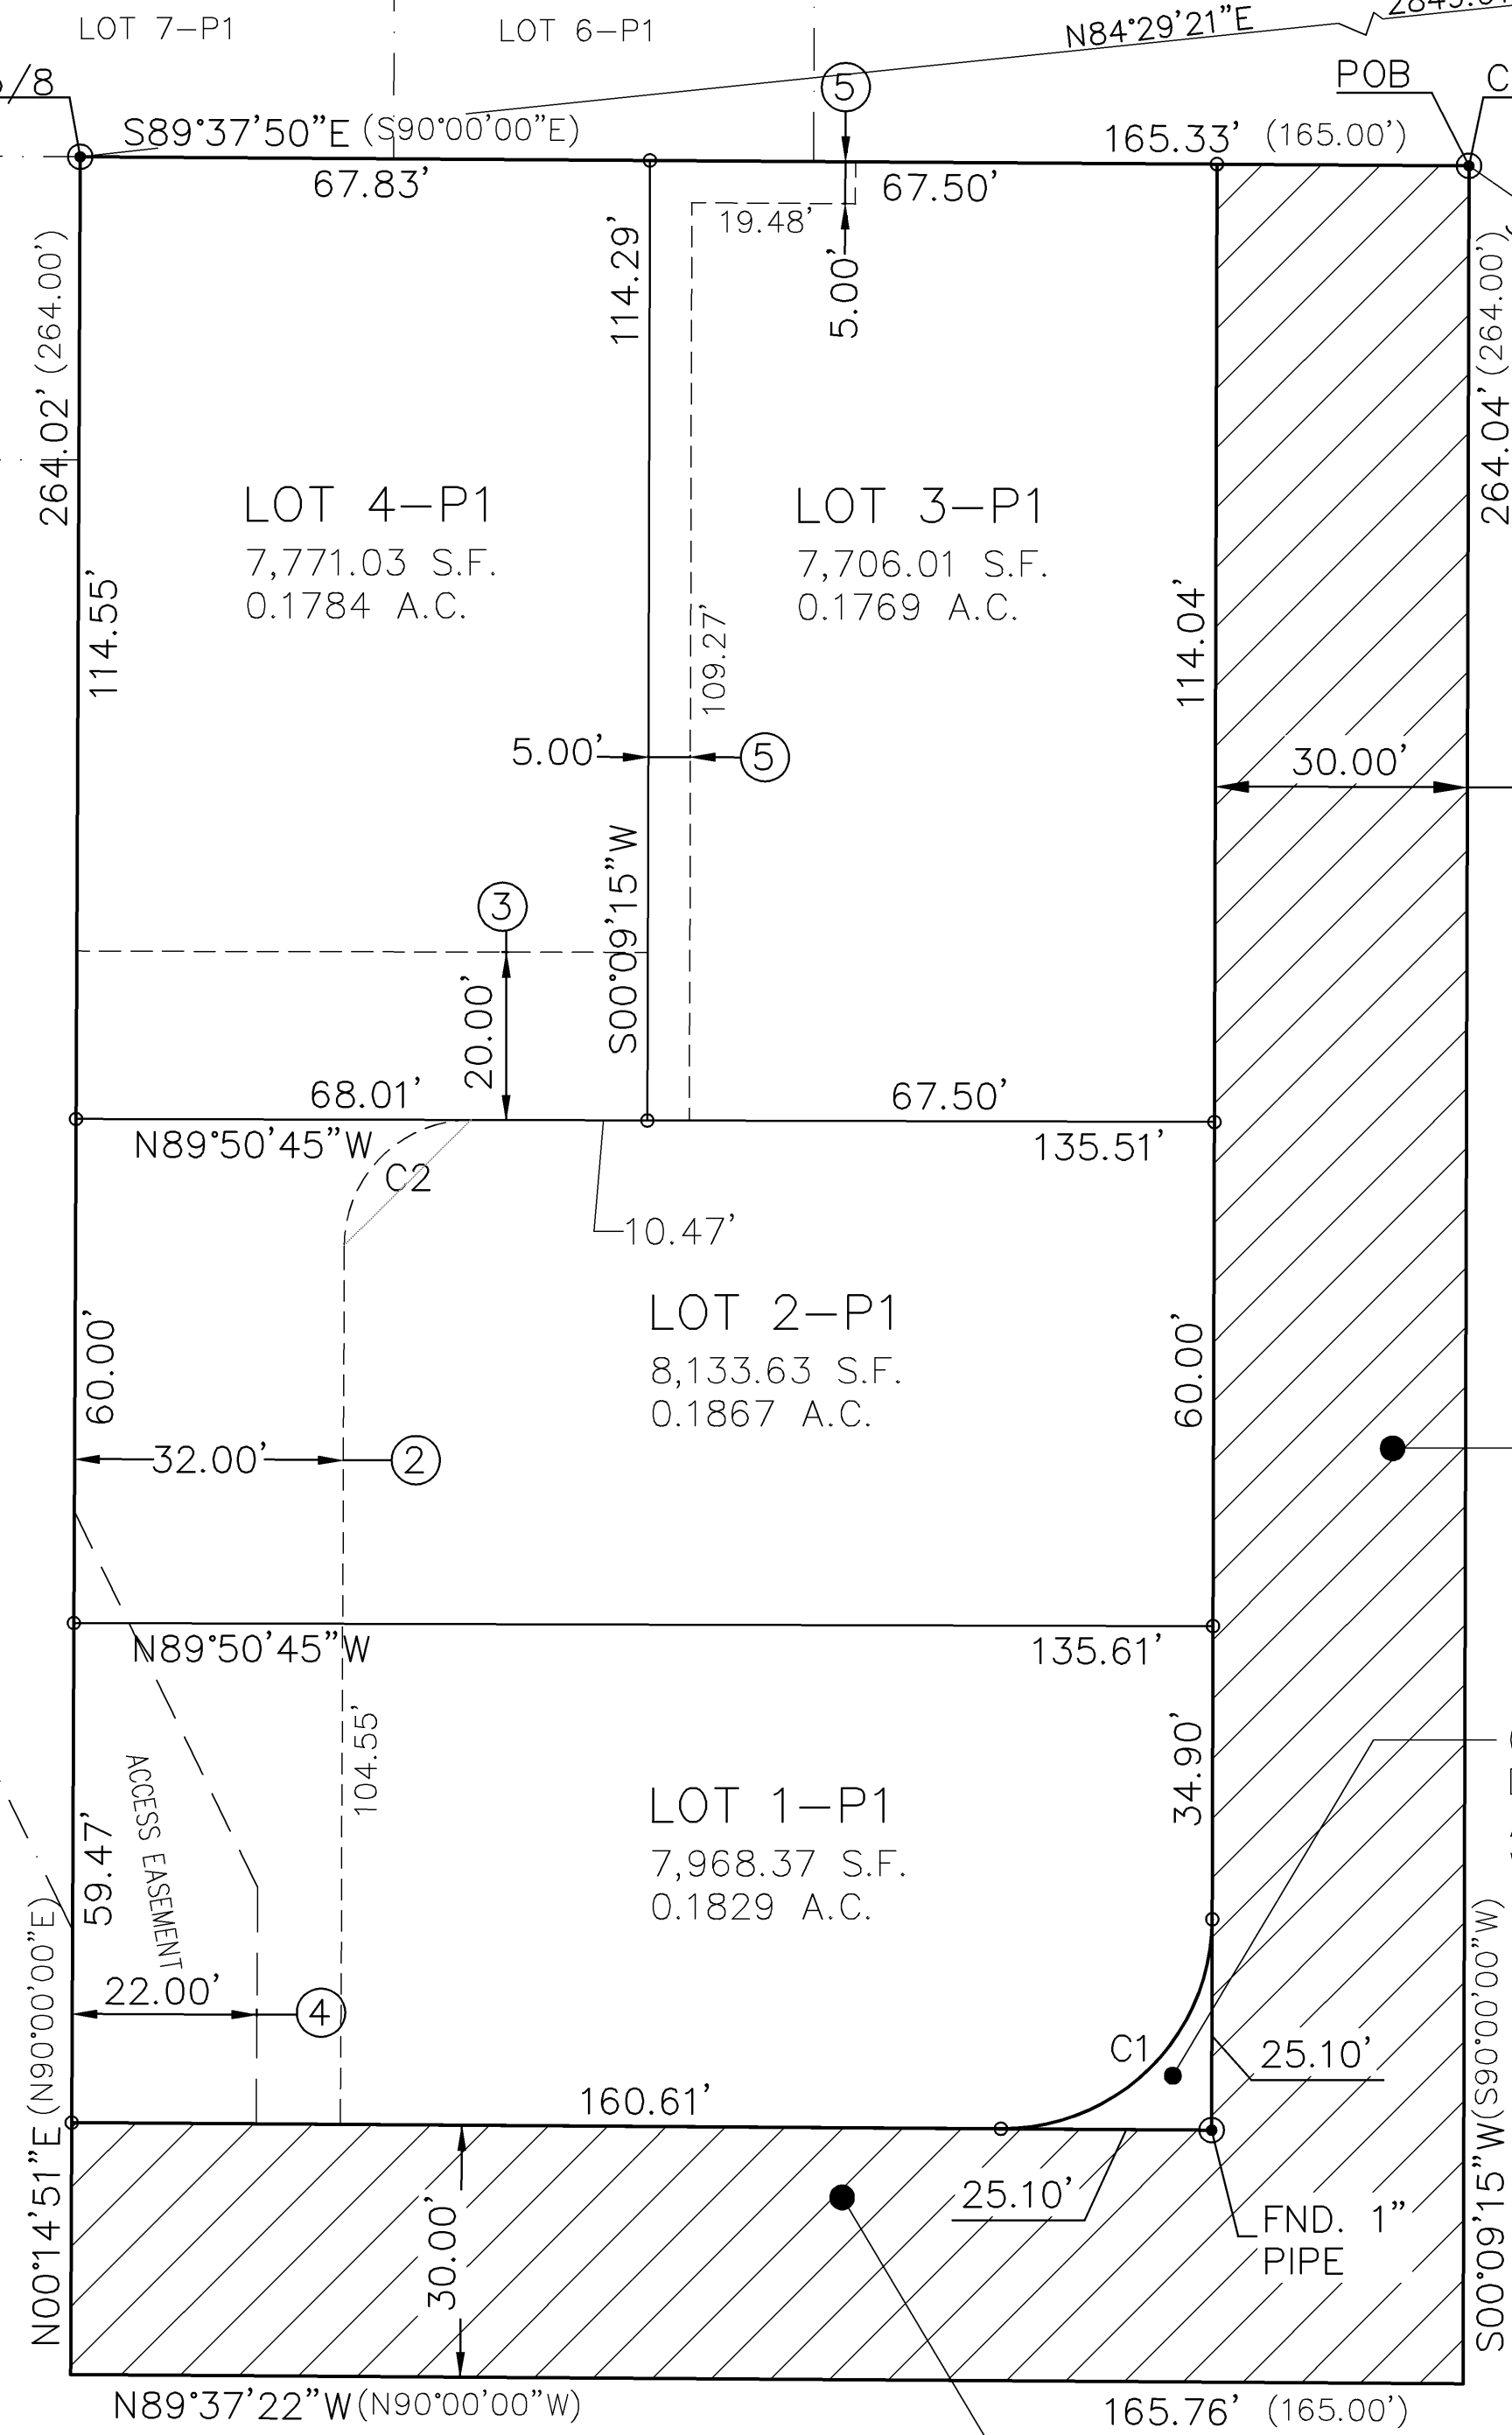 LOT 7-P1
LOT 6-P1
N84°29'21"E
POB
C
/8
5
S89°37'50"E (S90°00'00"E)
165.33' (165.00')
67.83'
67.50'
19.48'
114.29'
5.00'
264.02' (264.00')
264.04' (264.00')
LOT 4-P1
7,771.03 S.F.
0.1784 A.C.
LOT 3-P1
7,706.01 S.F.
0.1769 A.C.
114.55'
109.27'
114.04'
5.00'
5
30.00'
S00°09'15"W
3
20.00'
68.01'
67.50'
N89°50'45"W
135.51'
C2
10.47'
LOT 2-P1
8,133.63 S.F.
0.1867 A.C.
60.00'
60.00'
32.00'
2
N89°50'45"W
135.61'
104.55'
34.90'
ACCESS EASEMENT
LOT 1-P1
7,968.37 S.F.
0.1829 A.C.
59.47'
22.00'
4
C1
25.10'
160.61'
25.10'
30.00'
FND. 1"
PIPE
N00°14'51"E (N90°00'00"E)
S00°09'15"W (S90°00'00"W)
N89°37'22"W (N90°00'00"W)
165.76' (165.00')